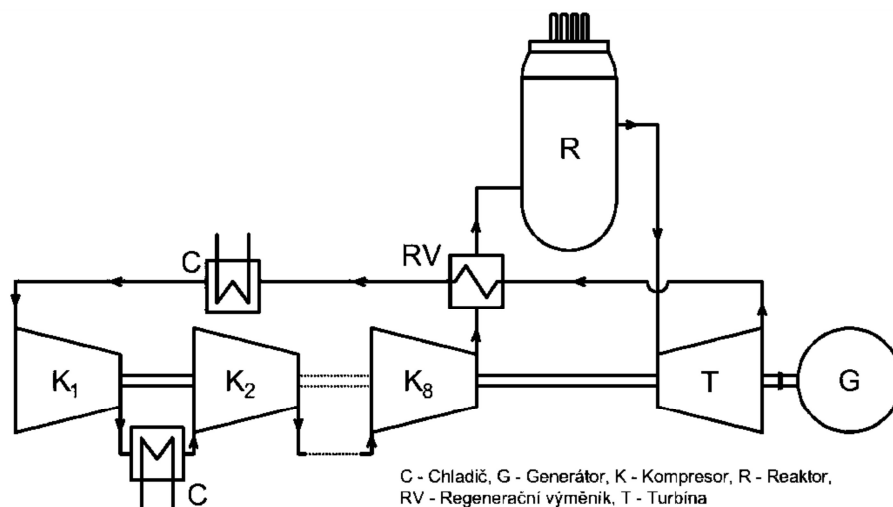 R
C
RV
K1
K2
K8
T
G
C
C - Chladič, G - Generátor, K - Kompresor, R - Reaktor,
RV - Regenerační výměník, T - Turbína